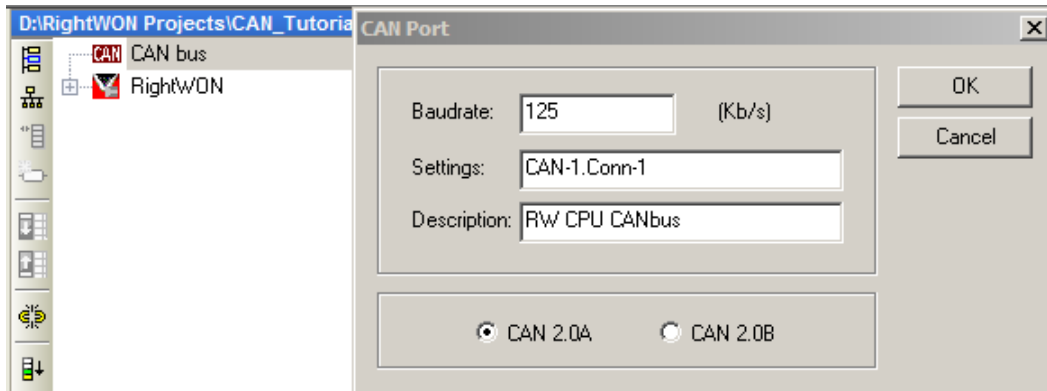 D:\RightWON Projects\CAN_Tutoria
CAN Port
CAN CAN bus
RightWON
Baudrate: 125 (Kb/s)
Settings: CAN-1.Conn-1
Description: RW CPU CANbus
OK
Cancel
CAN 2.0A CAN 2.0B